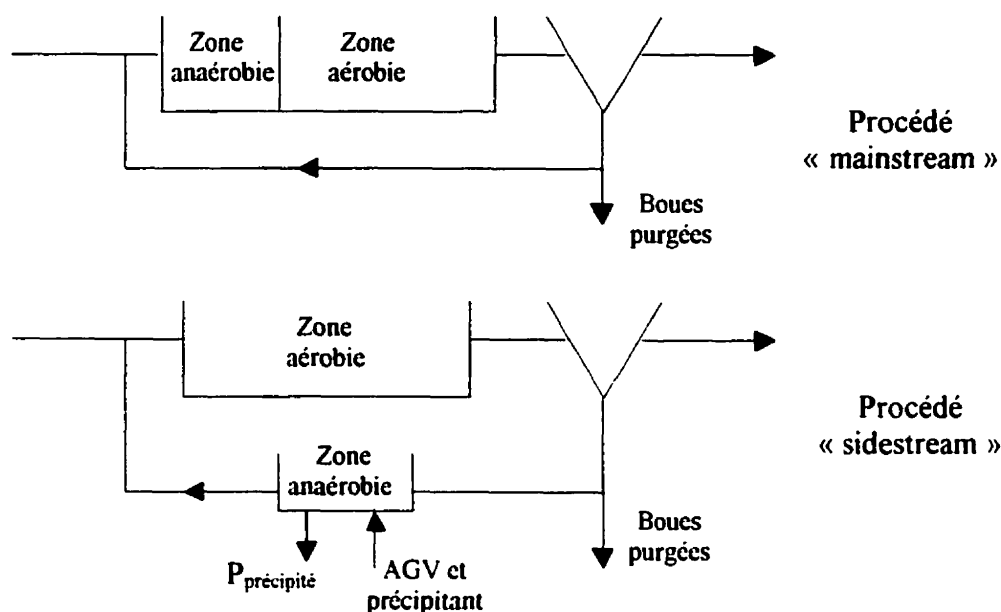 Zone
anaérobie
Zone
aérobie
Procédé
« mainstream »
Boues
purgées
Zone
aérobie
Procédé
« sidestream »
Zone
anaérobie
Boues
purgées
Pprécipité
AGV et
précipitant